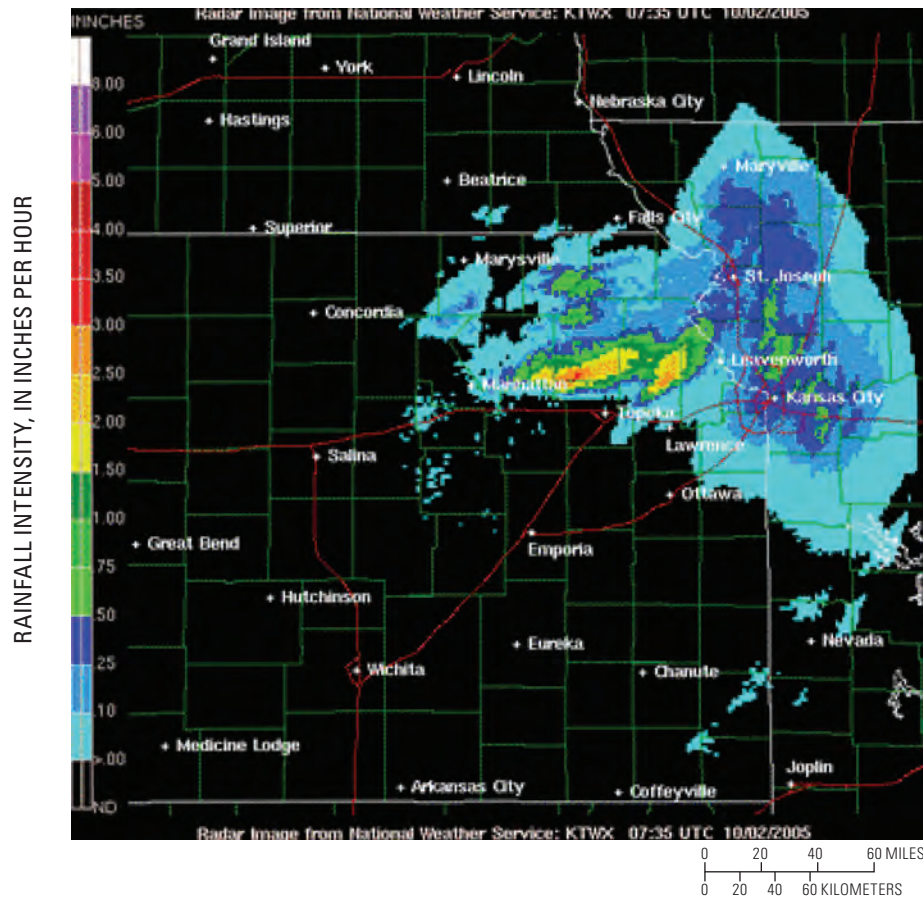 Radar Image from National Weather Service: KTWX 07:35 UTC 10/02/2005
INNCHES
Grand Island
York
Lincoln
8.00
Nebraska City
Hastings
6.00
Maryville
5.00
Beatrice
Falls City
4.00
Superior
Marysville
St. Joseph
3.50
Concordia
3.00
Leavenworth
2.50
Manhattan
Kansas City
Topeka
2.00
Lawrence
Salina
1.50
Ottawa
1.00
Great Bend
Emporia
.75
Hutchinson
.50
Eureka
Nevada
.25
Wichita
Chanute
.10
Medicine Lodge
>.00
Joplin
Arkansas City
Coffeyville
ND
Radar Image from National Weather Service: KTWX 07:35 UTC 10/02/2005
RAINFALL INTENSITY, IN INCHES PER HOUR
0 20 40 60 MILES
0 20 40 60 KILOMETERS